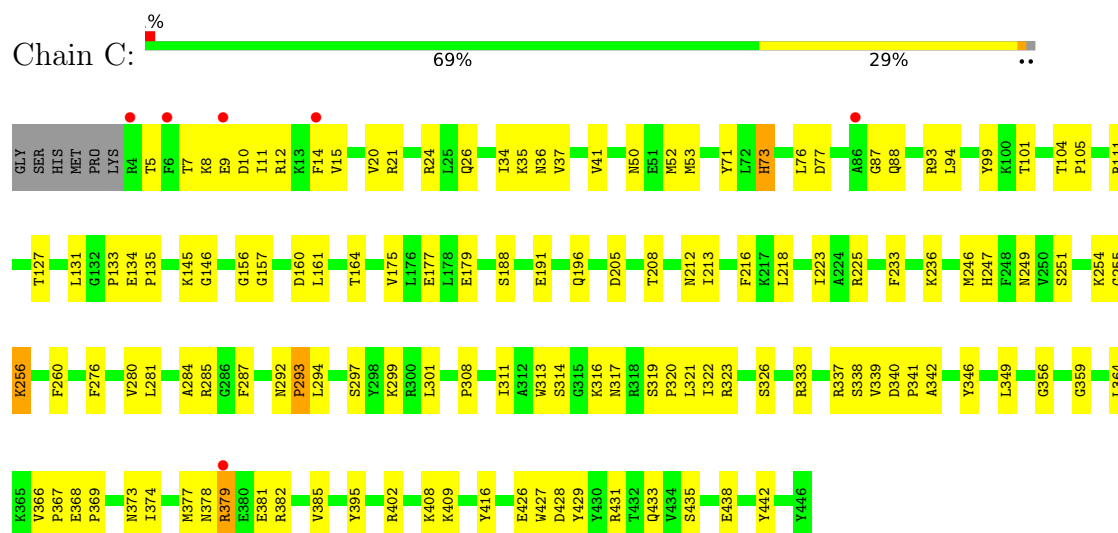 %
Chain C:
69% 29% ••
GLY SER HIS MET PRO LYS R4 T5 F6 T7 K8 E9 D10 I11 R12 K13 F14 V15 V20 R21 R24 L25 Q26 I34 K35 N36 V37 V41 N50 E51 M52 M53 Y71 L72 H73 L76 D77 A86 G87 Q88 R93 L94 Y99 K100 T101 T104 P105
T127 L131 G132 P133 E134 P135 K145 G146 G156 G157 D160 L161 T164 V175 L176 E177 L178 E179 S188 E191 Q196 D205 T208 N212 I213 F216 K217 L218 I223 A224 R225 F233 K236 M246 H247 F248 N249 V250 S251 K254
K256 F260 F276 V280 L281 A284 R285 G286 F287 N292 P293 L294 S297 Y298 K299 R300 L301 P308 I311 A312 W313 S314 G315 K316 N317 R318 S319 P320 L321 I322 R323 S326 R333 R337 S338 V339 D340 P341 A342 Y346 L349 G356 G359
K365 V366 P367 E368 P369 N373 I374 M377 N378 R379 E380 E381 R382 V385 Y395 R402 K408 K409 Y416 E426 W427 D428 Y429 Y430 R431 T432 Q433 V434 S435 E438 Y442 Y446